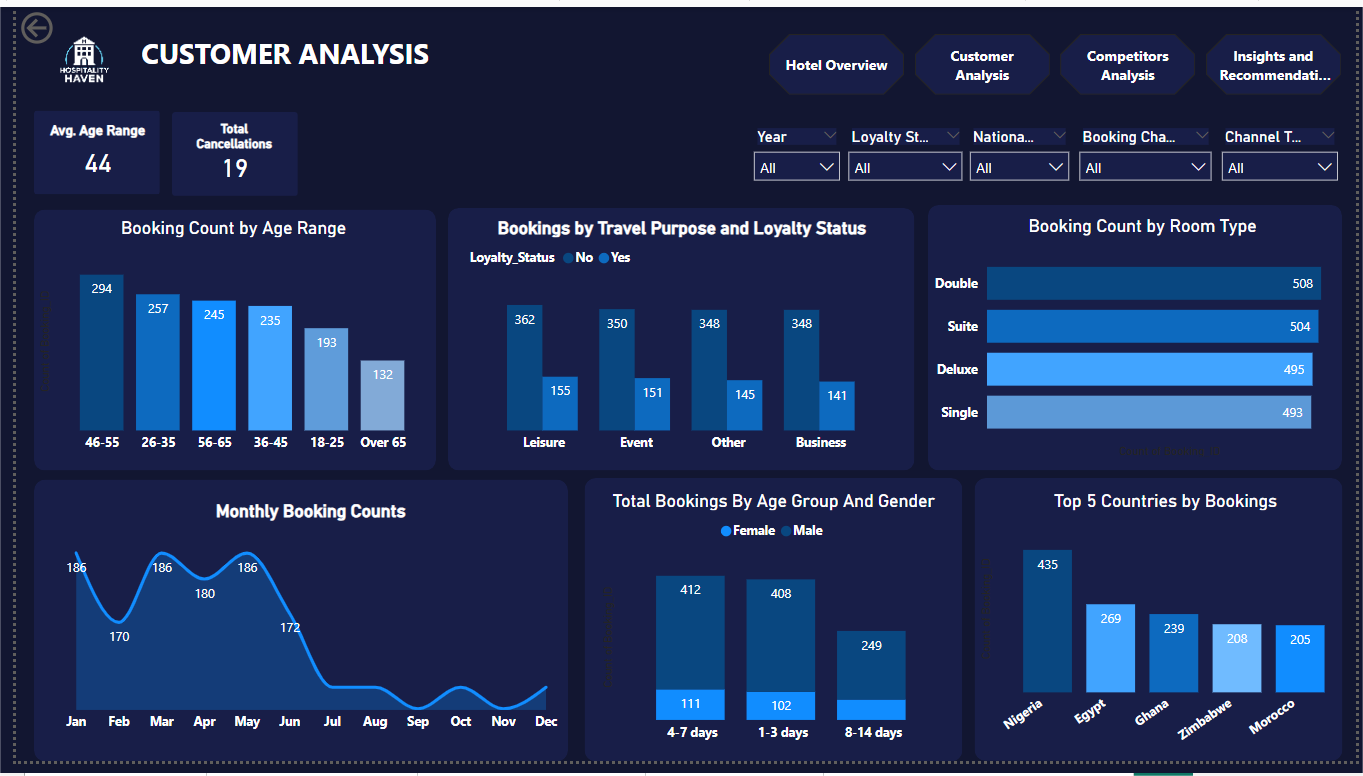 HOSPITALITY
HAVEN
CUSTOMER ANALYSIS
Hotel Overview
Customer
Analysis
Competitors
Analysis
Insights and
Recommendati...
Avg. Age Range
44
Total
Cancellations
19
Year
All
Loyalty St...
All
Nationa...
All
Booking Cha...
All
Channel T...
All
Booking Count by Age Range
294
257
245
235
193
132
46-55 26-35 56-65 36-45 18-25 Over 65
Bookings by Travel Purpose and Loyalty Status
Loyalty_Status No Yes
362 155 350 151 348 145 348 141
Leisure Event Other Business
Booking Count by Room Type
Double 508
Suite 504
Deluxe 495
Single 493
Monthly Booking Counts
186 170 186 180 186 172
Jan Feb Mar Apr May Jun Jul Aug Sep Oct Nov Dec
Total Bookings By Age Group And Gender
Female Male
412 408 249
111 102
4-7 days 1-3 days 8-14 days
Top 5 Countries by Bookings
435 269 239 208 205
Nigeria Egypt Ghana Zimbabwe Morocco